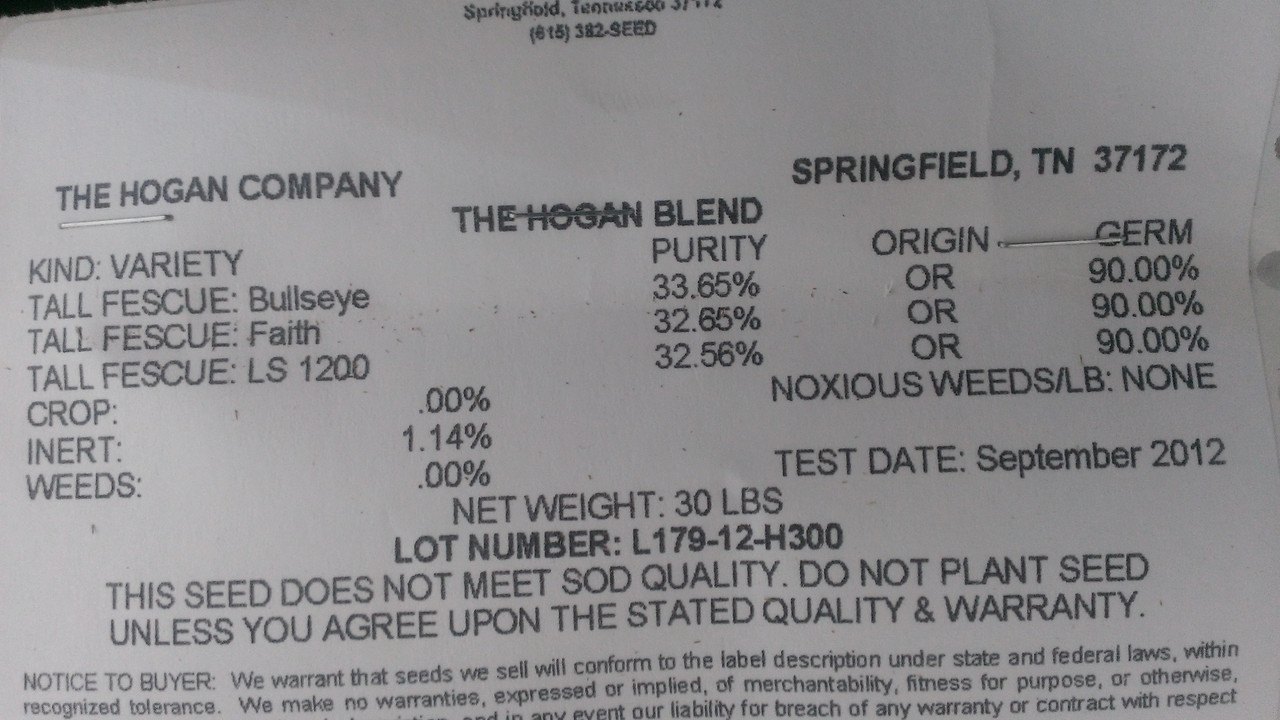 Springfield, Tennessee 37172
(615) 382-SEED
THE HOGAN COMPANY SPRINGFIELD, TN 37172
THE HOGAN BLEND
KIND: VARIETY PURITY ORIGIN GERM
TALL FESCUE: Bullseye 33.65% OR 90.00%
TALL FESCUE: Faith 32.65% OR 90.00%
TALL FESCUE: LS 1200 32.56% OR 90.00%
CROP: .00% NOXIOUS WEEDS/LB: NONE
INERT: 1.14%
WEEDS: .00% TEST DATE: September 2012
NET WEIGHT: 30 LBS
LOT NUMBER: L179-12-H300
THIS SEED DOES NOT MEET SOD QUALITY. DO NOT PLANT SEED
UNLESS YOU AGREE UPON THE STATED QUALITY & WARRANTY.
NOTICE TO BUYER: We warrant that seeds we sell will conform to the label description under state and federal laws, within
recognized tolerance. We make no warranties, expressed or implied, of merchantability, fitness for purpose, or otherwise,
and in any event our liability for breach of any warranty or contract with respect